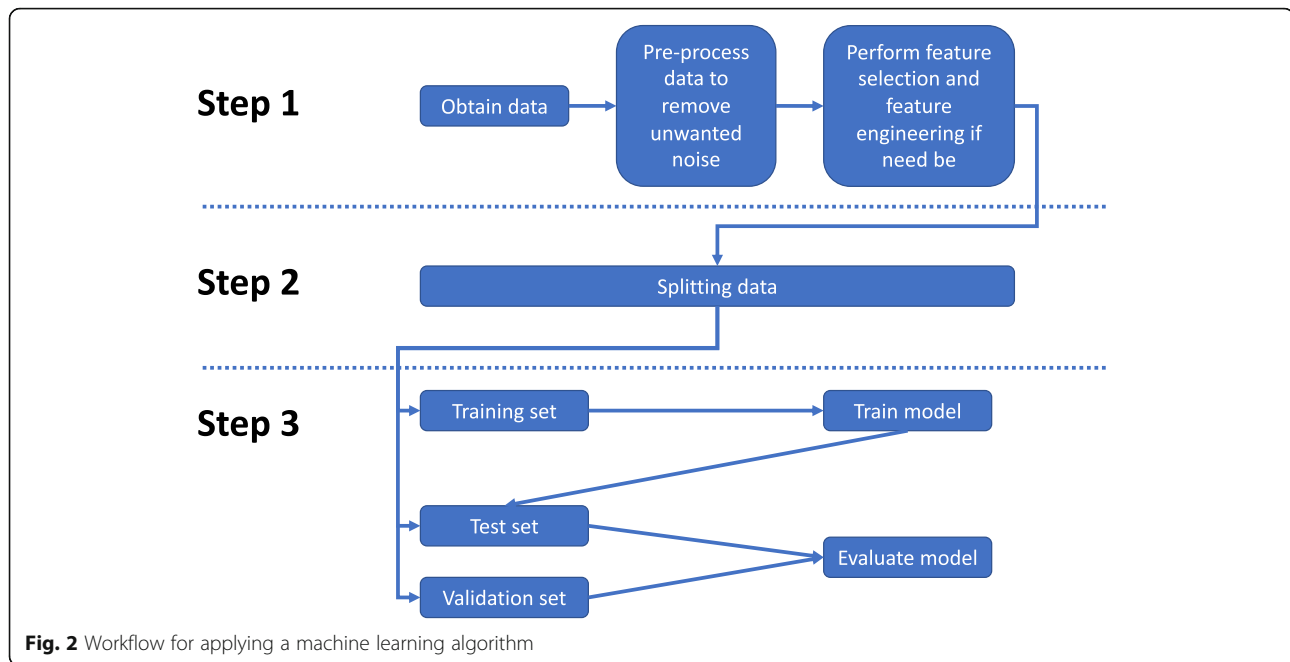 Step 1
Obtain data
Pre-process
data to
remove
unwanted
noise
Perform feature
selection and
feature
engineering if
need be
Step 2
Splitting data
Step 3
Training set
Train model
Test set
Evaluate model
Validation set
Fig. 2 Workflow for applying a machine learning algorithm